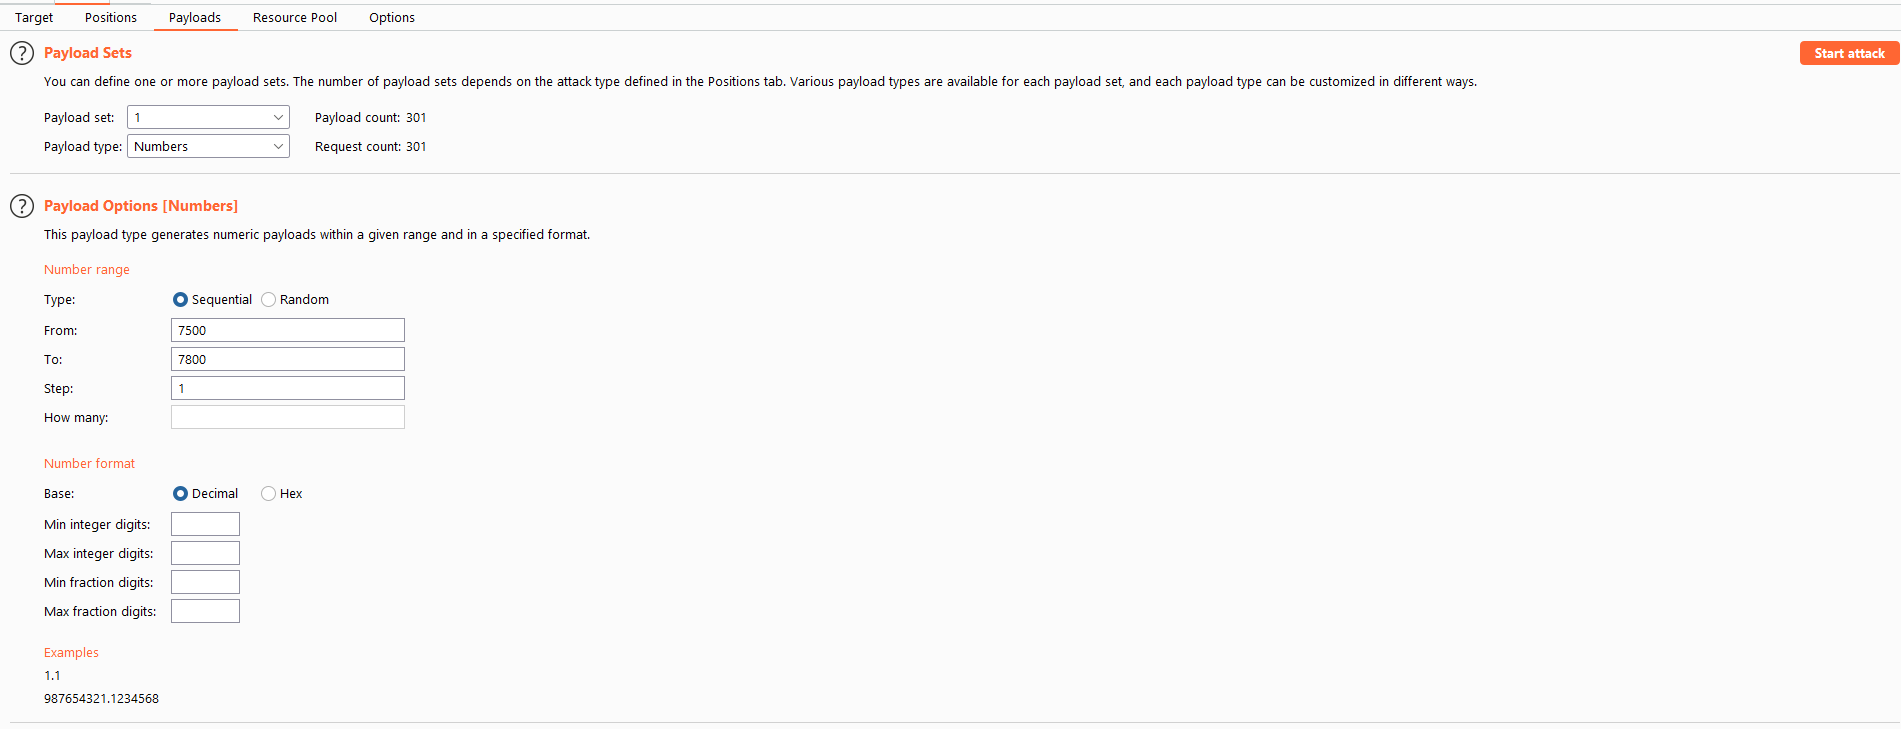 Target Positions Payloads Resource Pool Options
? Payload Sets Start attack
You can define one or more payload sets. The number of payload sets depends on the attack type defined in the Positions tab. Various payload types are available for each payload set, and each payload type can be customized in different ways.
Payload set: 1 Payload count: 301
Payload type: Numbers Request count: 301
? Payload Options [Numbers]
This payload type generates numeric payloads within a given range and in a specified format.
Number range
Type: Sequential Random
From: 7500
To: 7800
Step: 1
How many:
Number format
Base: Decimal Hex
Min integer digits:
Max integer digits:
Min fraction digits:
Max fraction digits:
Examples
1.1
987654321.1234568